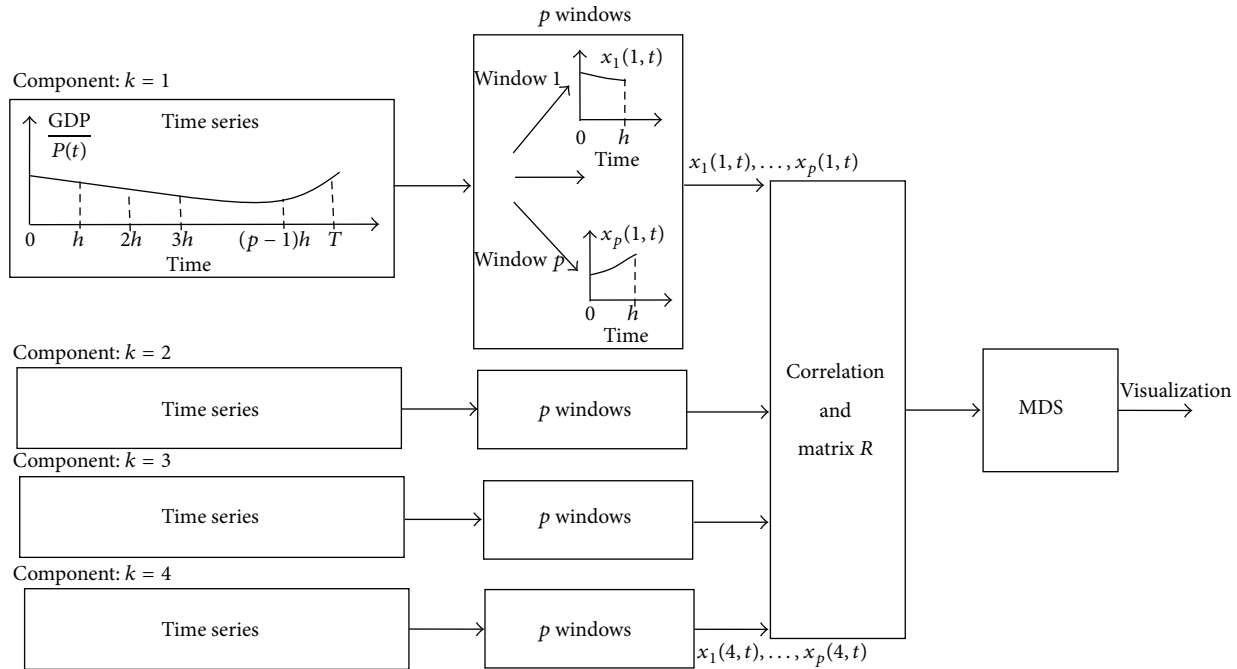 p windows
Component: k = 1
Time series
GDP
P(t)
0 h 2h 3h (p − 1)h T
Time
Window 1
x₁(1, t)
0 h
Time
Window p
xₚ(1, t)
0 h
Time
x₁(1, t), . . . , xₚ(1, t)
Component: k = 2
Time series
p windows
Component: k = 3
Time series
p windows
Component: k = 4
Time series
p windows
x₁(4, t), . . . , xₚ(4, t)
Correlation
and
matrix R
MDS
Visualization